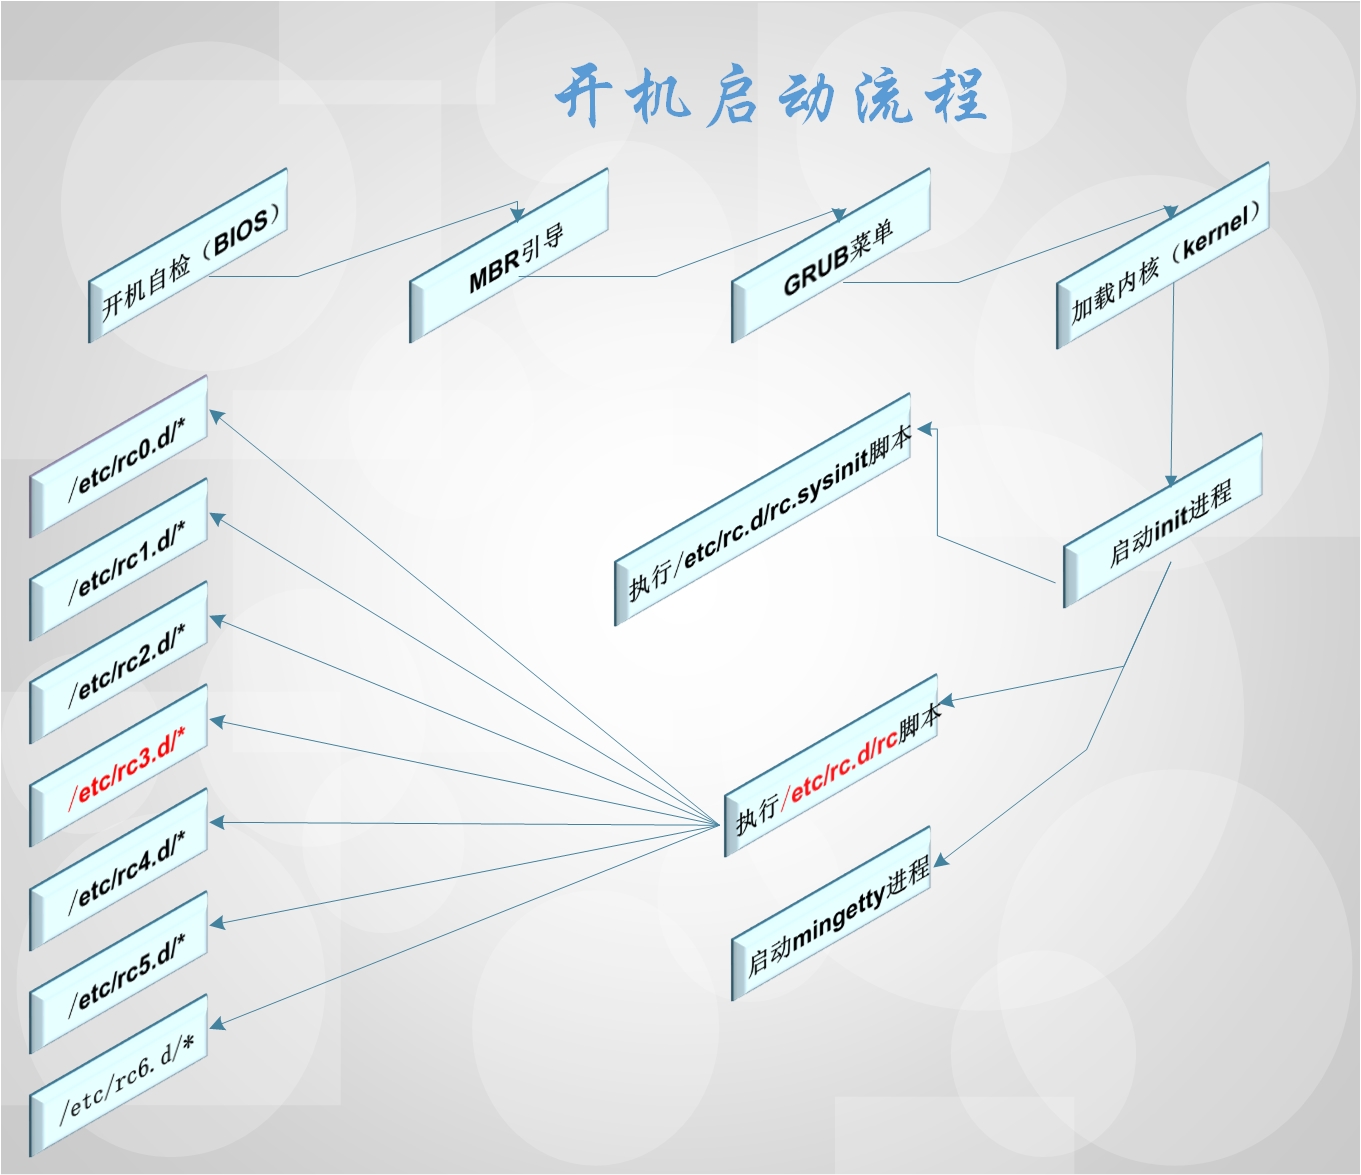 开机启动流程
开机自检（BIOS）
MBR引导
GRUB菜单
加载内核（kernel）
启动init进程
执行/etc/rc.d/rc.sysinit脚本
执行/etc/rc.d/rc脚本
启动mingetty进程
/etc/rc0.d/*
/etc/rc1.d/*
/etc/rc2.d/*
/etc/rc3.d/*
/etc/rc4.d/*
/etc/rc5.d/*
/etc/rc6.d/*